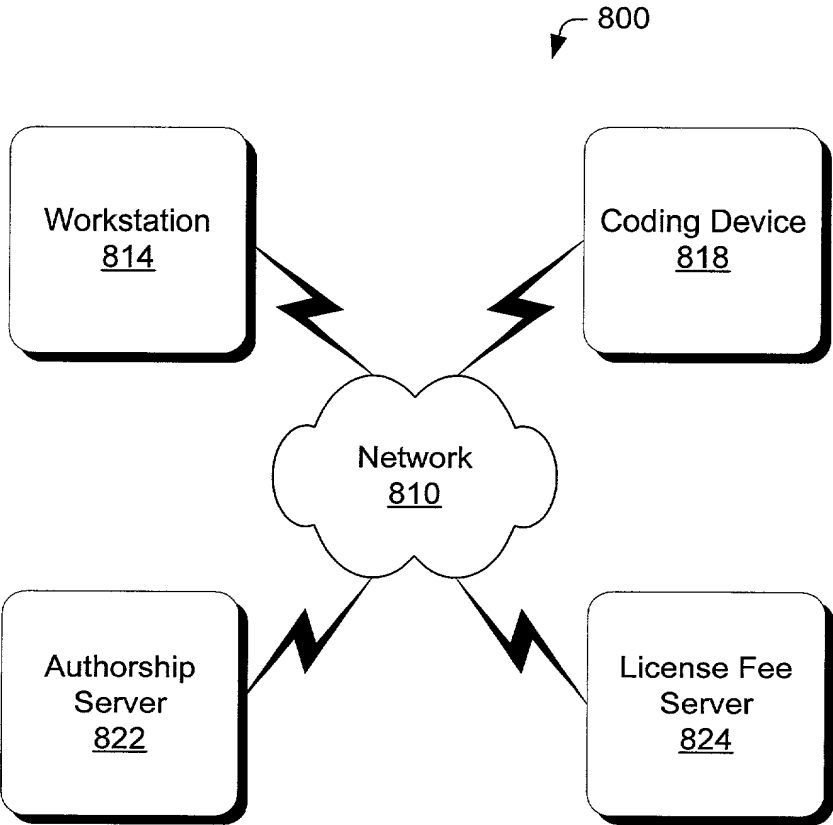 800
Workstation
814
Coding Device
818
Network
810
Authorship
Server
822
License Fee
Server
824